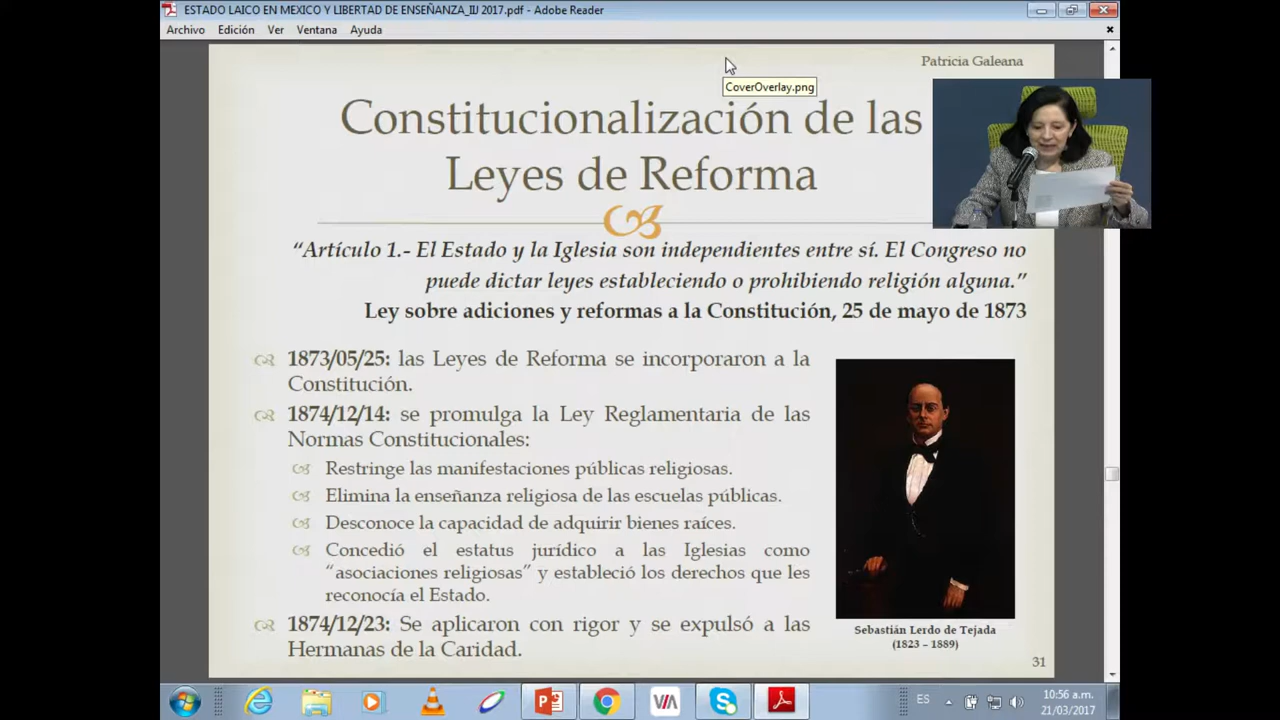 ESTADO LAICO EN MEXICO Y LIBERTAD DE ENSEÑANZA_IIJ 2017.pdf - Adobe Reader
Archivo Edición Ver Ventana Ayuda
Patricia Galeana
CoverOverlay.png
Constitucionalización de las
Leyes de Reforma
“Artículo 1.- El Estado y la Iglesia son independientes entre sí. El Congreso no
puede dictar leyes estableciendo o prohibiendo religión alguna.”
Ley sobre adiciones y reformas a la Constitución, 25 de mayo de 1873
1873/05/25: las Leyes de Reforma se incorporaron a la
Constitución.
1874/12/14: se promulga la Ley Reglamentaria de las
Normas Constitucionales:
Restringe las manifestaciones públicas religiosas.
Elimina la enseñanza religiosa de las escuelas públicas.
Desconoce la capacidad de adquirir bienes raíces.
Concedió el estatus jurídico a las Iglesias como
“asociaciones religiosas” y estableció los derechos que les
reconocía el Estado.
1874/12/23: Se aplicaron con rigor y se expulsó a las
Hermanas de la Caridad.
Sebastián Lerdo de Tejada
(1823 – 1889)
31
VIA
ES
10:56 a.m.
21/03/2017